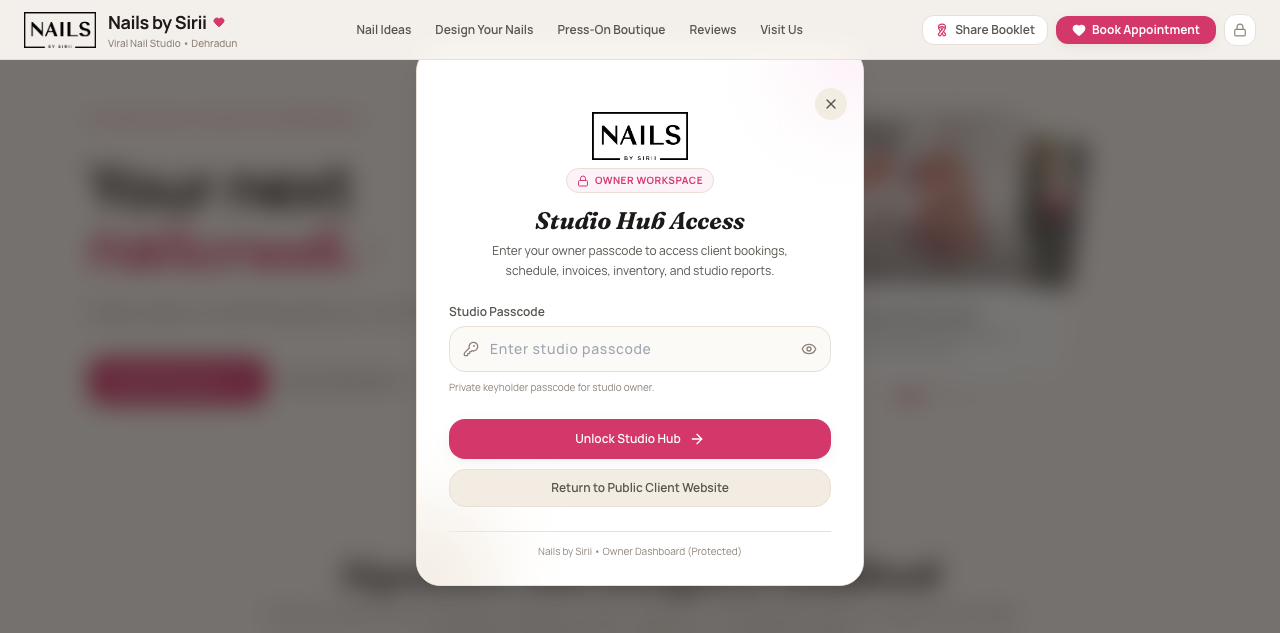 NAILS
BY SIRII
Nails by Sirii
Viral Nail Studio • Dehradun
Nail Ideas
Design Your Nails
Press-On Boutique
Reviews
Visit Us
Share Booklet
Book Appointment
NAILS
BY SIRII
OWNER WORKSPACE
Studio Hub Access
Enter your owner passcode to access client bookings,
schedule, invoices, inventory, and studio reports.
Studio Passcode
Enter studio passcode
Private keyholder passcode for studio owner.
Unlock Studio Hub
Return to Public Client Website
Nails by Sirii • Owner Dashboard (Protected)
Your next